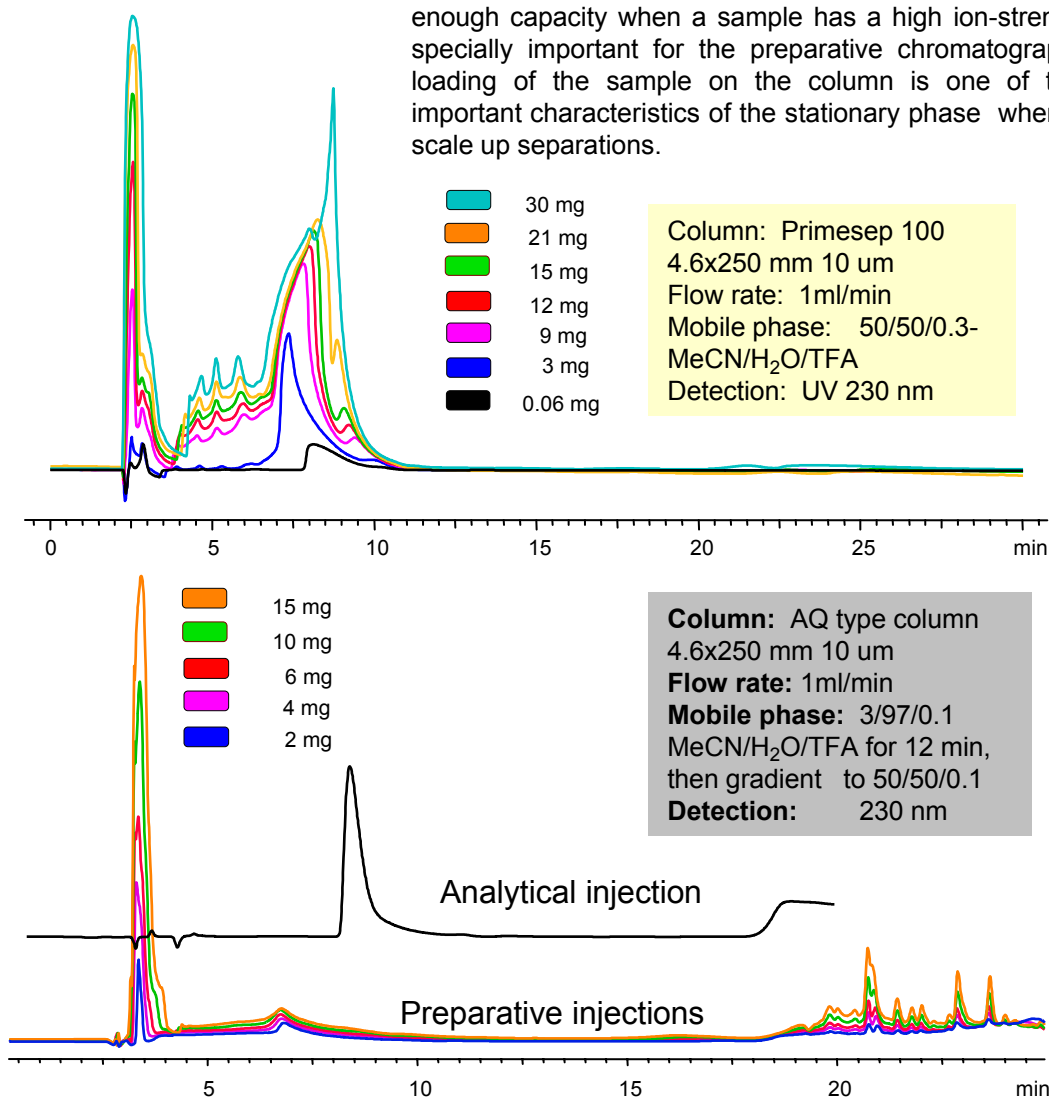 enough capacity when a sample has a high ion-stren
specially important for the preparative chromatograp
loading of the sample on the column is one of t
important characteristics of the stationary phase when
scale up separations.
30 mg
21 mg
15 mg
12 mg
9 mg
3 mg
0.06 mg
Column: Primesep 100
4.6x250 mm 10 um
Flow rate: 1ml/min
Mobile phase: 50/50/0.3-
MeCN/H₂O/TFA
Detection: UV 230 nm
0 5 10 15 20 25 min
15 mg
10 mg
6 mg
4 mg
2 mg
Column: AQ type column
4.6x250 mm 10 um
Flow rate: 1ml/min
Mobile phase: 3/97/0.1
MeCN/H₂O/TFA for 12 min,
then gradient to 50/50/0.1
Detection: 230 nm
Analytical injection
Preparative injections
5 10 15 20 min